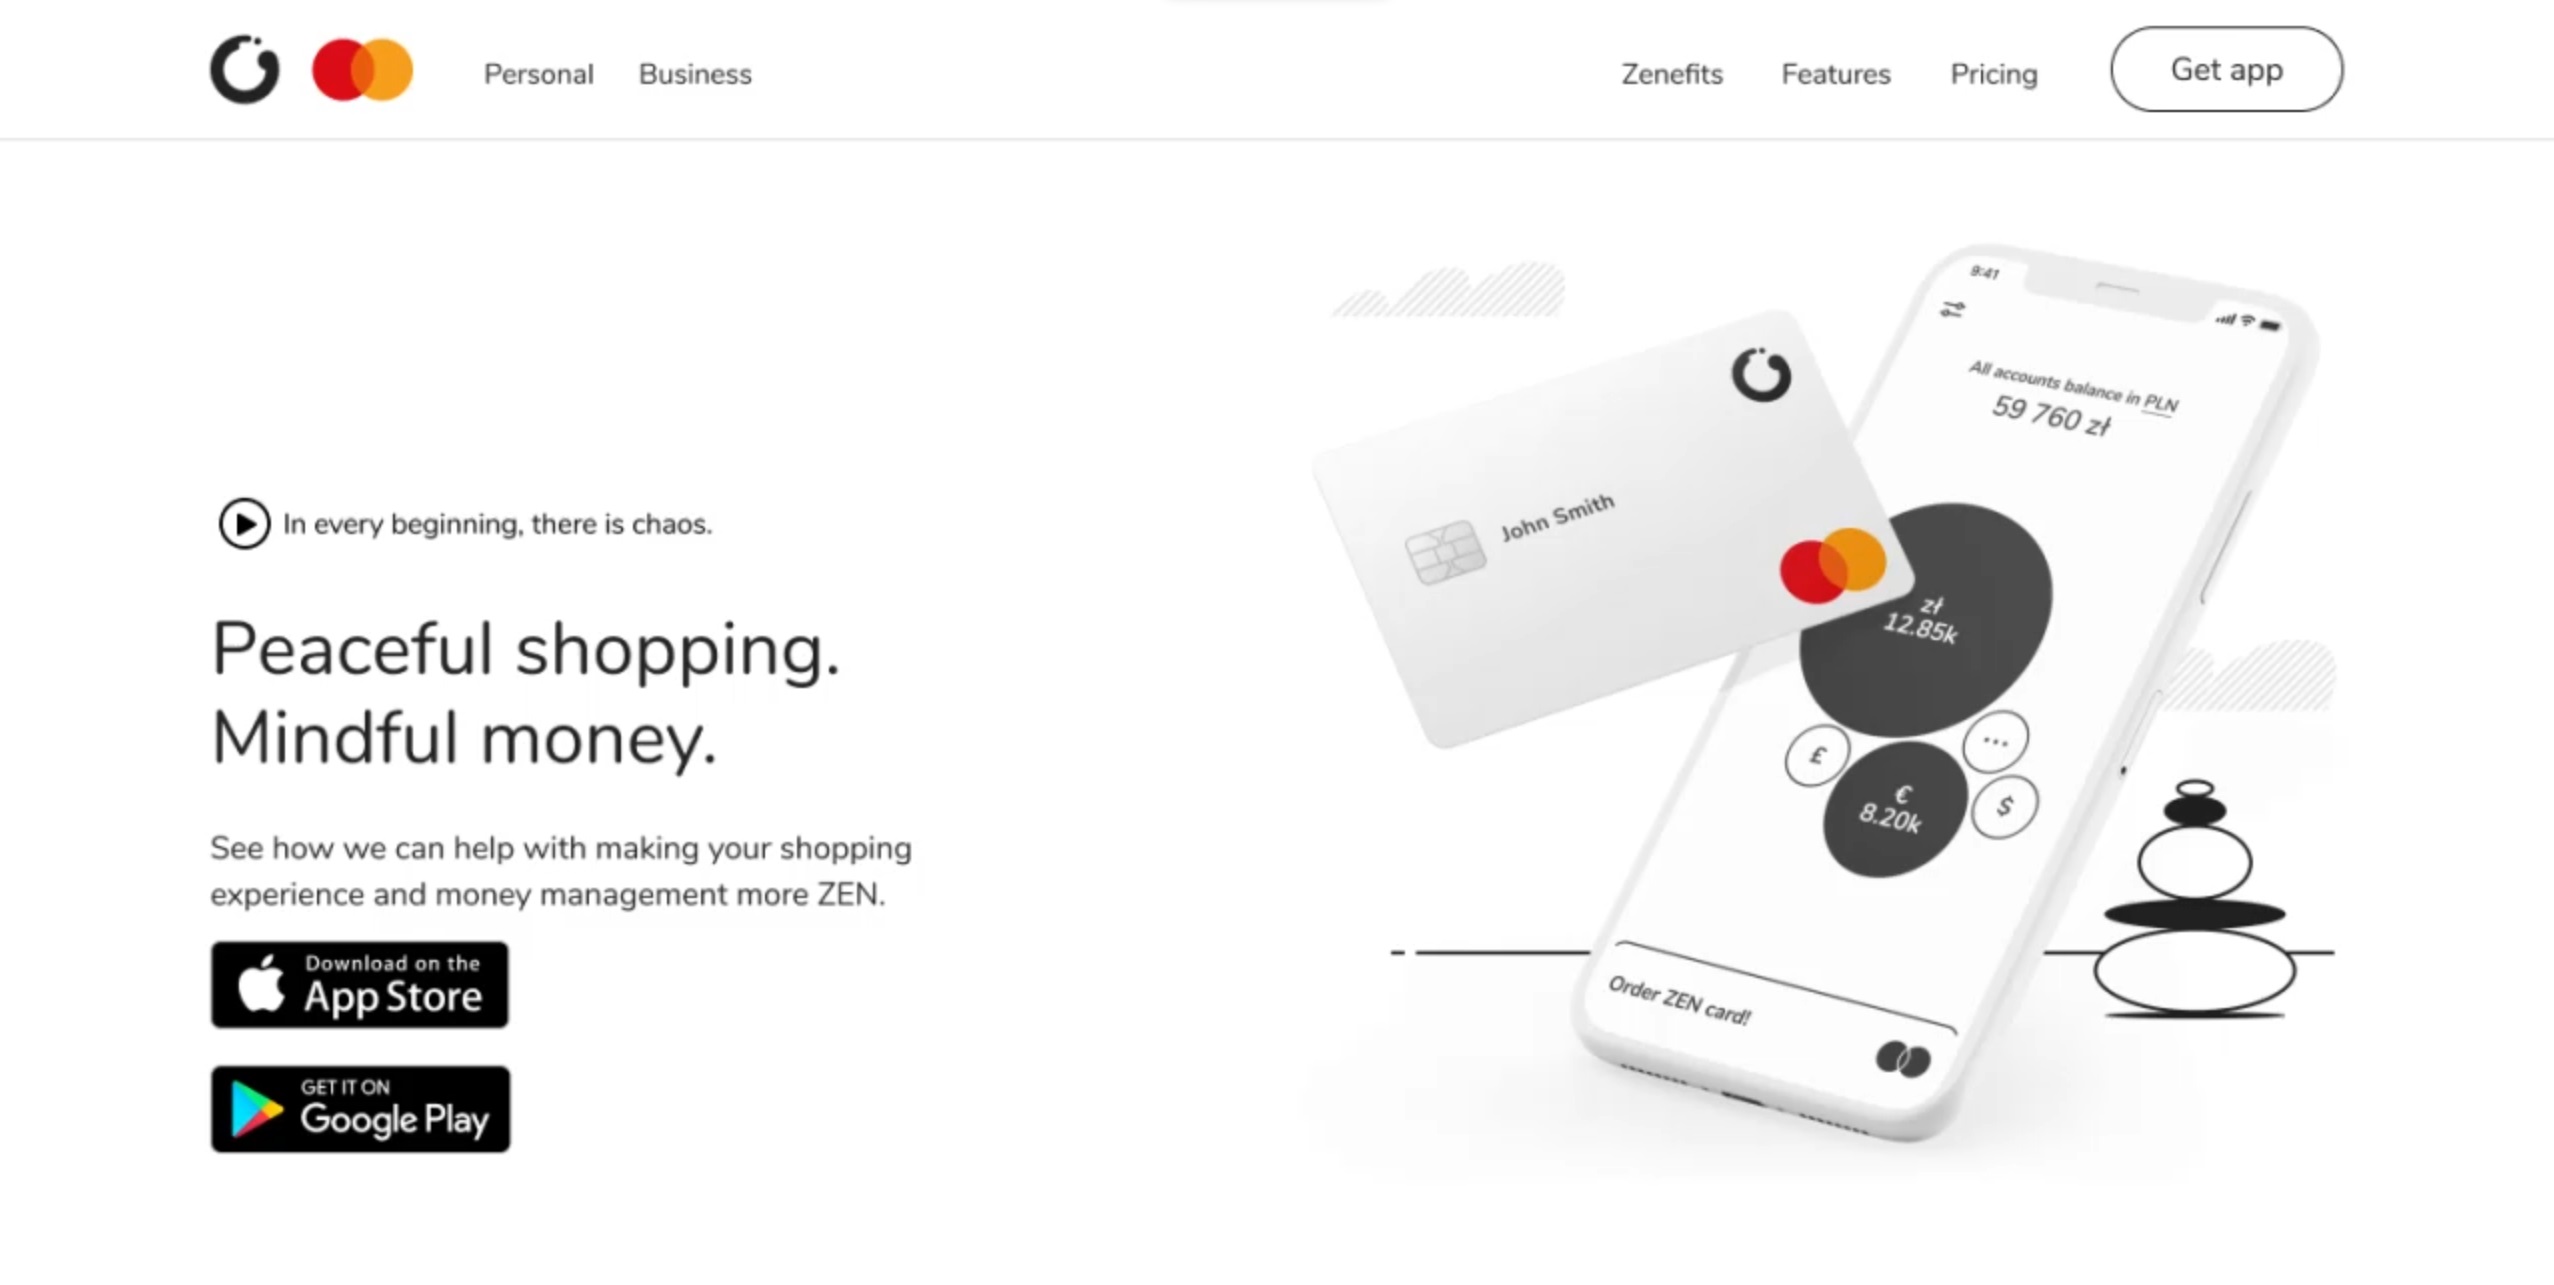 Personal
Business
Zenefits
Features
Pricing
Get app
In every beginning, there is chaos.
Peaceful shopping.
Mindful money.
See how we can help with making your shopping
experience and money management more ZEN.
Download on the
App Store
GET IT ON
Google Play
John Smith
9:41
All accounts balance in PLN
59 760 zł
zł
12.85k
£
...
€
8.20k
$
Order ZEN card!